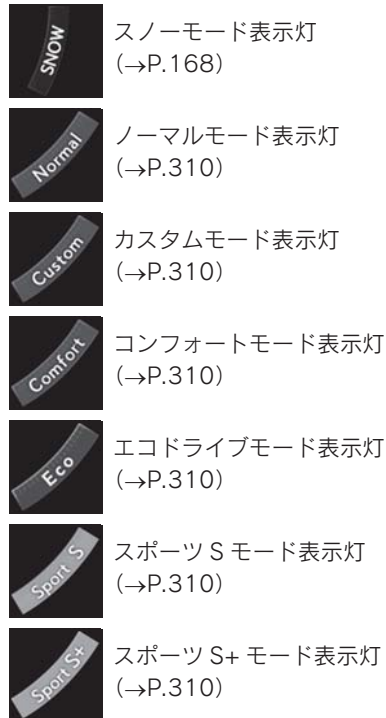 SNOW
スノーモード表示灯
(→P.168)
Normal
ノーマルモード表示灯
(→P.310)
Custom
カスタムモード表示灯
(→P.310)
Comfort
コンフォートモード表示灯
(→P.310)
Eco
エコドライブモード表示灯
(→P.310)
Sport S
スポーツ S モード表示灯
(→P.310)
Sport S+
スポーツ S+ モード表示灯
(→P.310)